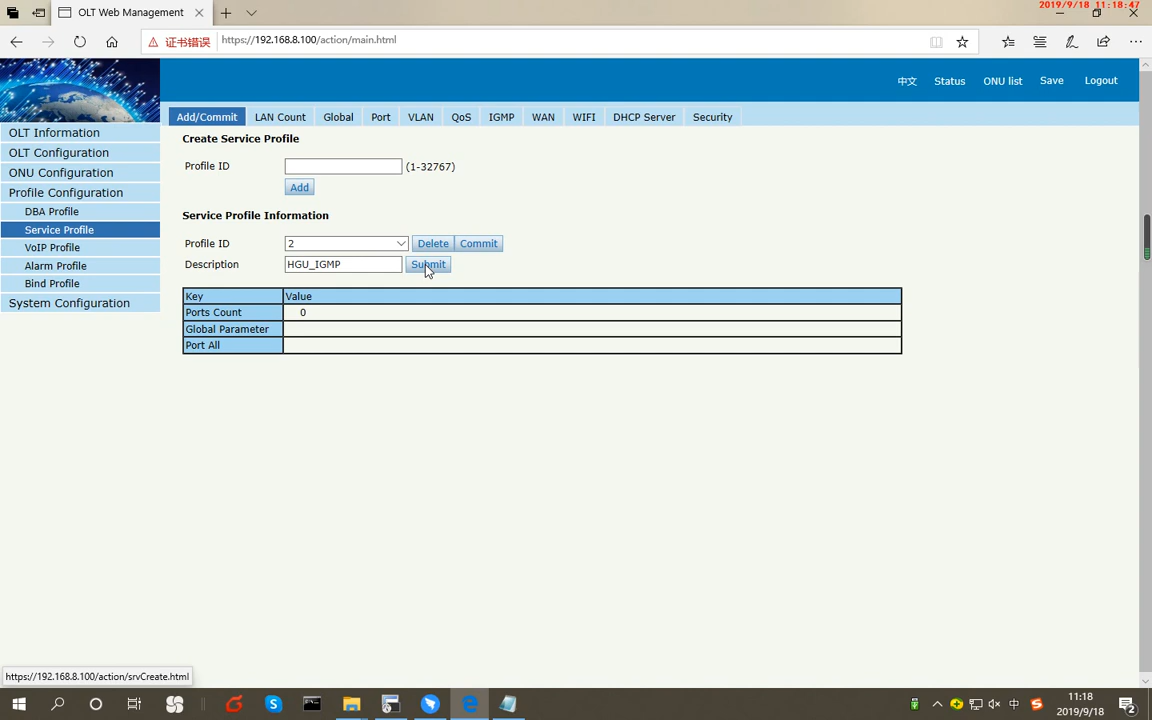 2019/9/18 11:18:47
OLT Web Management
证书错误 https://192.168.8.100/action/main.html
中文 Status ONU list Save Logout
Add/Commit LAN Count Global Port VLAN QoS IGMP WAN WIFI DHCP Server Security
OLT Information
OLT Configuration
ONU Configuration
Profile Configuration
DBA Profile
Service Profile
VoIP Profile
Alarm Profile
Bind Profile
System Configuration
Create Service Profile
Profile ID (1-32767)
Add
Service Profile Information
Profile ID 2 Delete Commit
Description HGU_IGMP Submit
Key Value
Ports Count 0
Global Parameter
Port All
https://192.168.8.100/action/srvCreate.html
中
11:18
2019/9/18
2